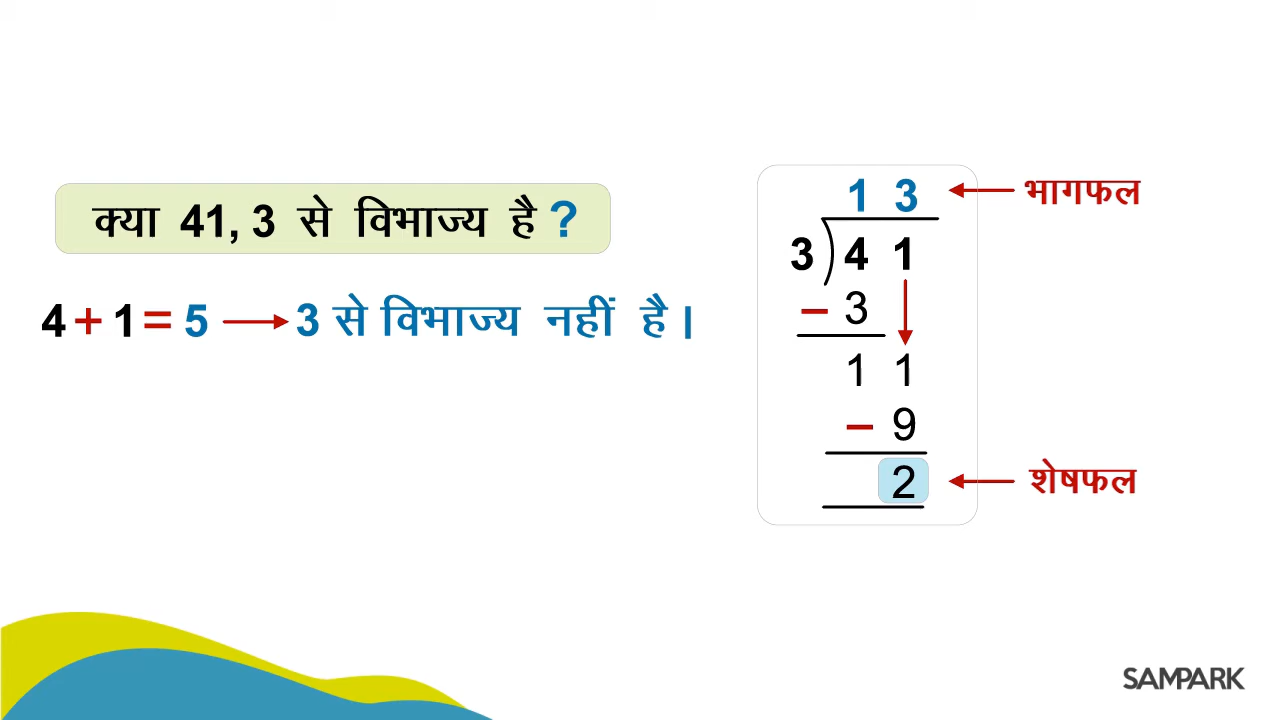 क्या 41, 3 से विभाज्य है ?
4 + 1 = 5 → 3 से विभाज्य नहीं है ।
1 3 ← भागफल
3 ) 4 1
– 3
1 1
– 9
2 ← शेषफल
SAMPARK